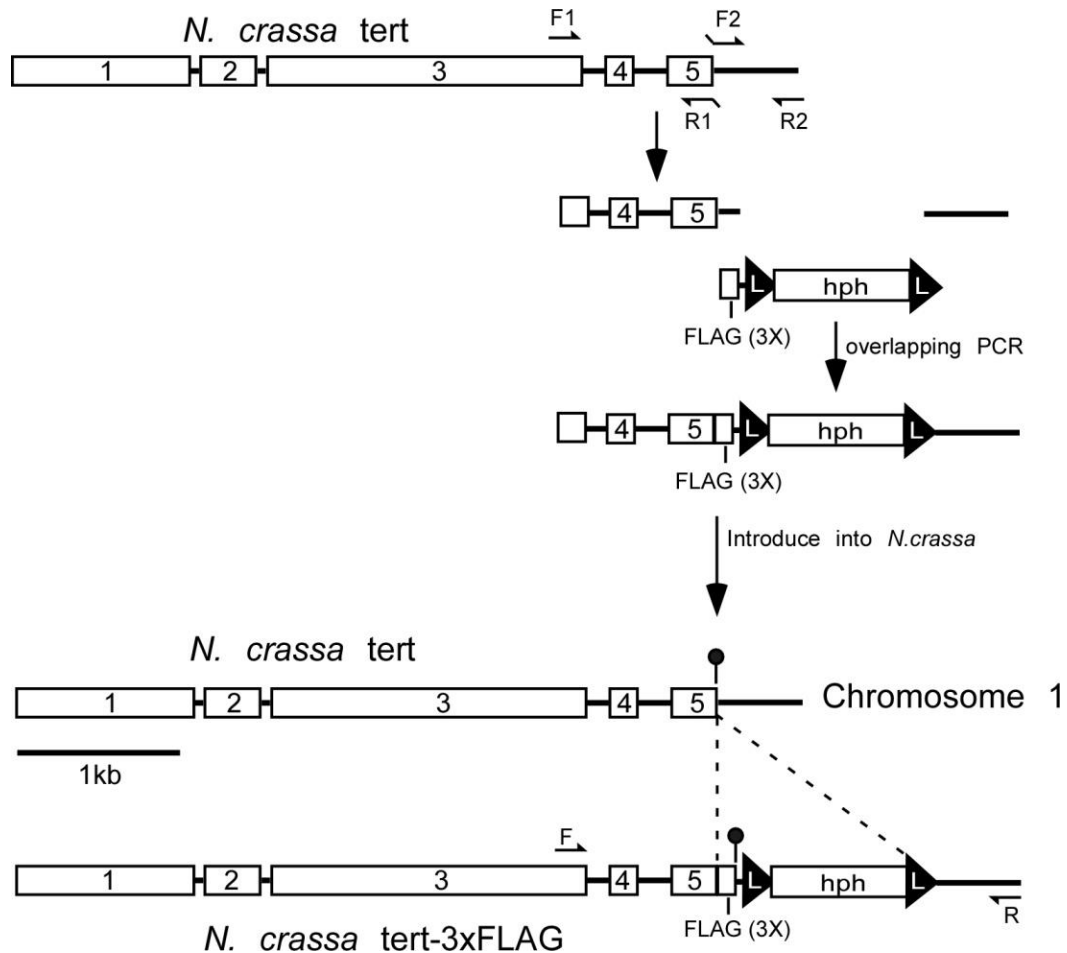 N. crassa tert
F1
F2
1 2 3 4 5
R1
R2
4 5
L hph L
FLAG (3X)
overlapping PCR
4 5 L hph L
FLAG (3X)
Introduce into N.crassa
N. crassa tert
1 2 3 4 5
Chromosome 1
1kb
F
1 2 3 4 5 L hph L
R
FLAG (3X)
N. crassa tert-3xFLAG